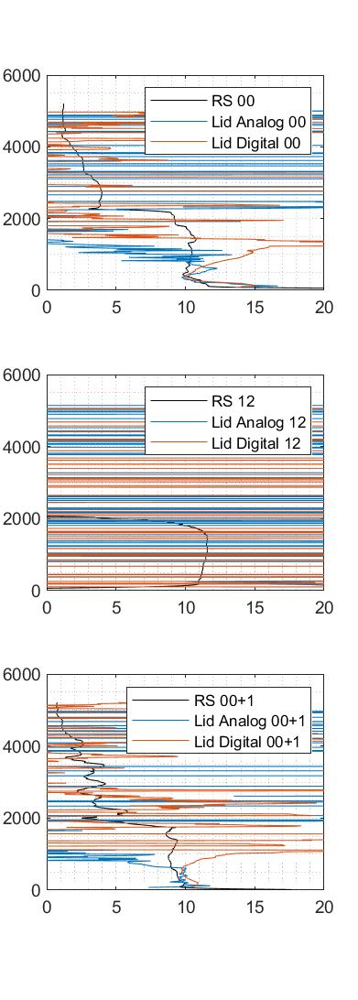 6000
RS 00
Lid Analog 00
Lid Digital 00
4000
2000
0
0 5 10 15 20
6000
RS 12
Lid Analog 12
Lid Digital 12
4000
2000
0
0 5 10 15 20
6000
RS 00+1
Lid Analog 00+1
Lid Digital 00+1
4000
2000
0
0 5 10 15 20